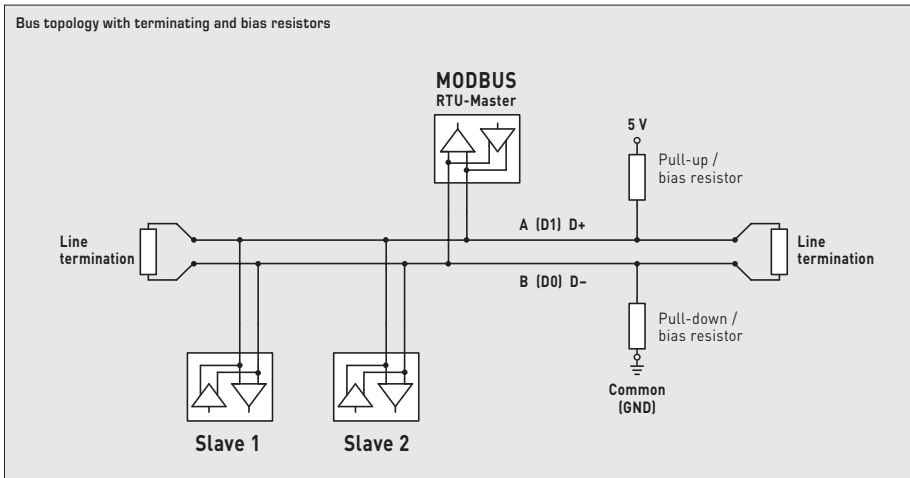 Bus topology with terminating and bias resistors
MODBUS
RTU-Master
5 V
Pull-up /
bias resistor
A (D1) D+
Line
termination
Line
termination
B (D0) D–
Pull-down /
bias resistor
Common
(GND)
Slave 1
Slave 2